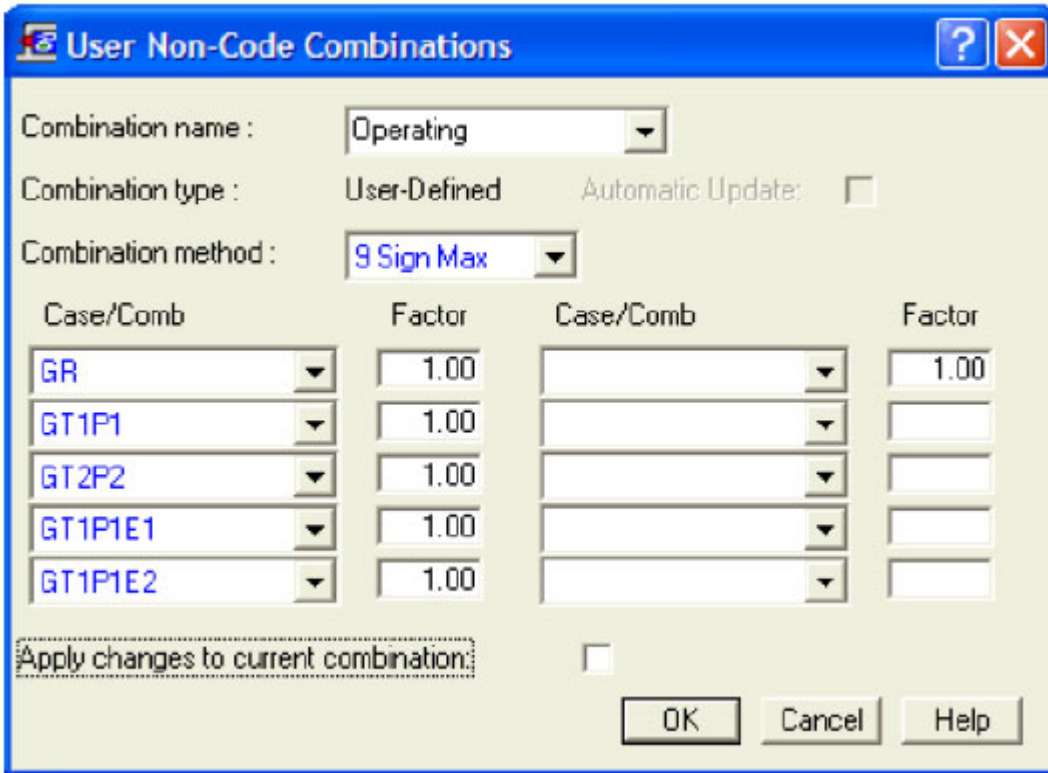 User Non-Code Combinations
Combination name : Operating
Combination type : User-Defined Automatic Update:
Combination method : 9 Sign Max
Case/Comb Factor Case/Comb Factor
GR 1.00 1.00
GT1P1 1.00
GT2P2 1.00
GT1P1E1 1.00
GT1P1E2 1.00
Apply changes to current combination:
OK Cancel Help